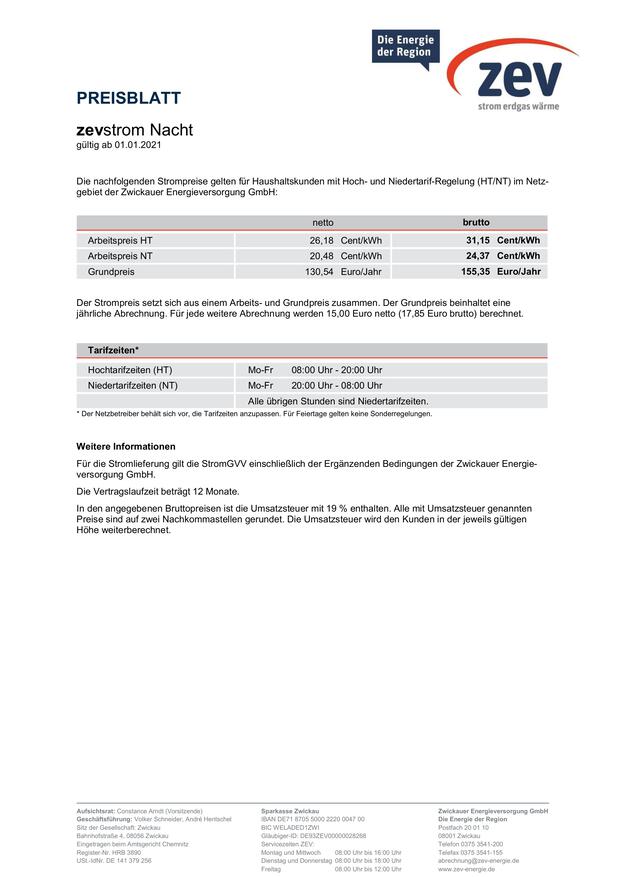 Die Energie
der Region
zev
strom erdgas wärme
PREISBLATT
zevstrom Nacht
gültig ab 01.01.2021
Die nachfolgenden Strompreise gelten für Haushaltskunden mit Hoch- und Niedertarif-Regelung (HT/NT) im Netz-
gebiet der Zwickauer Energieversorgung GmbH:
netto brutto
Arbeitspreis HT 26,18 Cent/kWh 31,15 Cent/kWh
Arbeitspreis NT 20,48 Cent/kWh 24,37 Cent/kWh
Grundpreis 130,54 Euro/Jahr 155,35 Euro/Jahr
Der Strompreis setzt sich aus einem Arbeits- und Grundpreis zusammen. Der Grundpreis beinhaltet eine
jährliche Abrechnung. Für jede weitere Abrechnung werden 15,00 Euro netto (17,85 Euro brutto) berechnet.
Tarifzeiten*
Hochtarifzeiten (HT) Mo-Fr 08:00 Uhr - 20:00 Uhr
Niedertarifzeiten (NT) Mo-Fr 20:00 Uhr - 08:00 Uhr
Alle übrigen Stunden sind Niedertarifzeiten.
* Der Netzbetreiber behält sich vor, die Tarifzeiten anzupassen. Für Feiertage gelten keine Sonderregelungen.
Weitere Informationen
Für die Stromlieferung gilt die StromGVV einschließlich der Ergänzenden Bedingungen der Zwickauer Energie-
versorgung GmbH.
Die Vertragslaufzeit beträgt 12 Monate.
In den angegebenen Bruttopreisen ist die Umsatzsteuer mit 19 % enthalten. Alle mit Umsatzsteuer genannten
Preise sind auf zwei Nachkommastellen gerundet. Die Umsatzsteuer wird den Kunden in der jeweils gültigen
Höhe weiterberechnet.
Aufsichtsrat: Constance Arndt (Vorsitzende)
Geschäftsführung: Volker Schneider, André Hentschel
Sitz der Gesellschaft: Zwickau
Bahnhofstraße 4, 08056 Zwickau
Eingetragen beim Amtsgericht Chemnitz
Register-Nr. HRB 3890
USt.-IdNr. DE 141 379 256
Sparkasse Zwickau
IBAN DE71 8705 5000 2220 0047 00
BIC WELADED1ZWI
Gläubiger-ID: DE93ZEV00000028268
Servicezeiten ZEV:
Montag und Mittwoch 08:00 Uhr bis 16:00 Uhr
Dienstag und Donnerstag 08:00 Uhr bis 18:00 Uhr
Freitag 08:00 Uhr bis 12:00 Uhr
Zwickauer Energieversorgung GmbH
Die Energie der Region
Postfach 20 01 10
08001 Zwickau
Telefon 0375 3541-200
Telefax 0375 3541-155
abrechnung@zev-energie.de
www.zev-energie.de